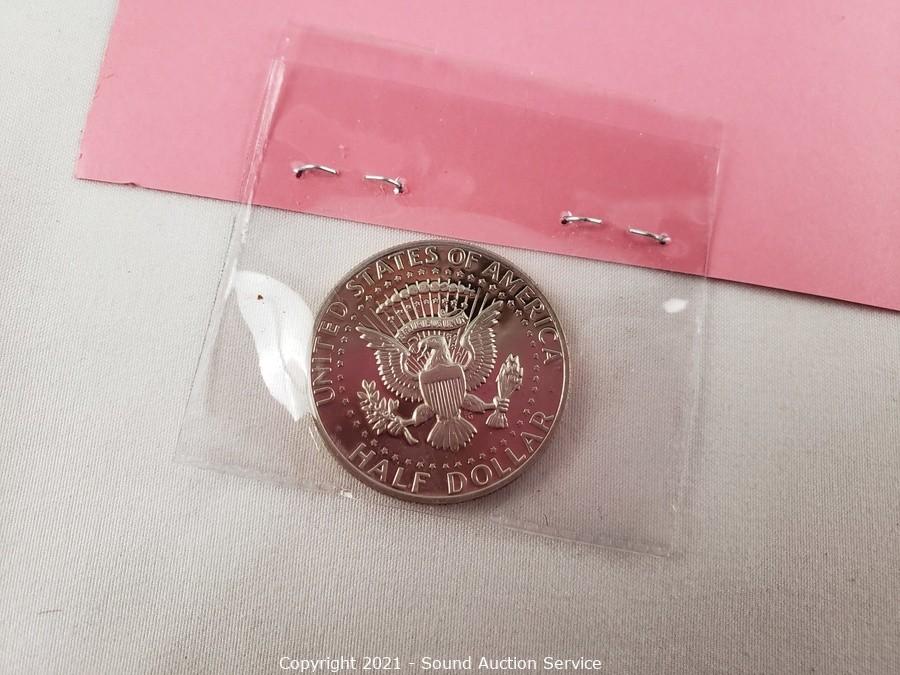 UNITED STATES OF AMERICA
HALF DOLLAR
Copyright 2021 - Sound Auction Service